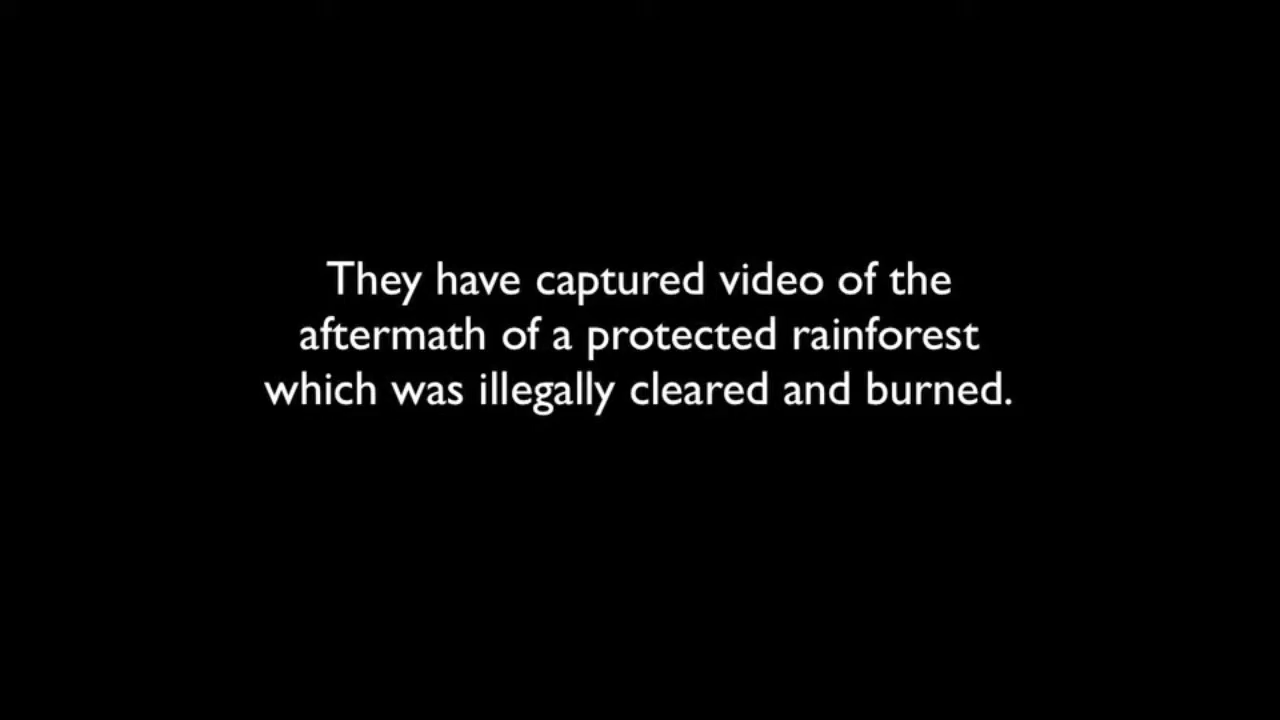 They have captured video of the
aftermath of a protected rainforest
which was illegally cleared and burned.